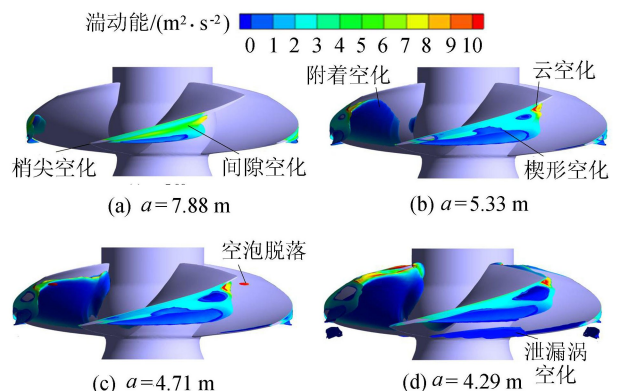 湍动能/(m²·s⁻²)
0 1 2 3 4 5 6 7 8 9 10
附着空化
云空化
梢尖空化
间隙空化
楔形空化
(a) a=7.88 m
(b) a=5.33 m
空泡脱落
泄漏涡
空化
(c) a=4.71 m
(d) a=4.29 m